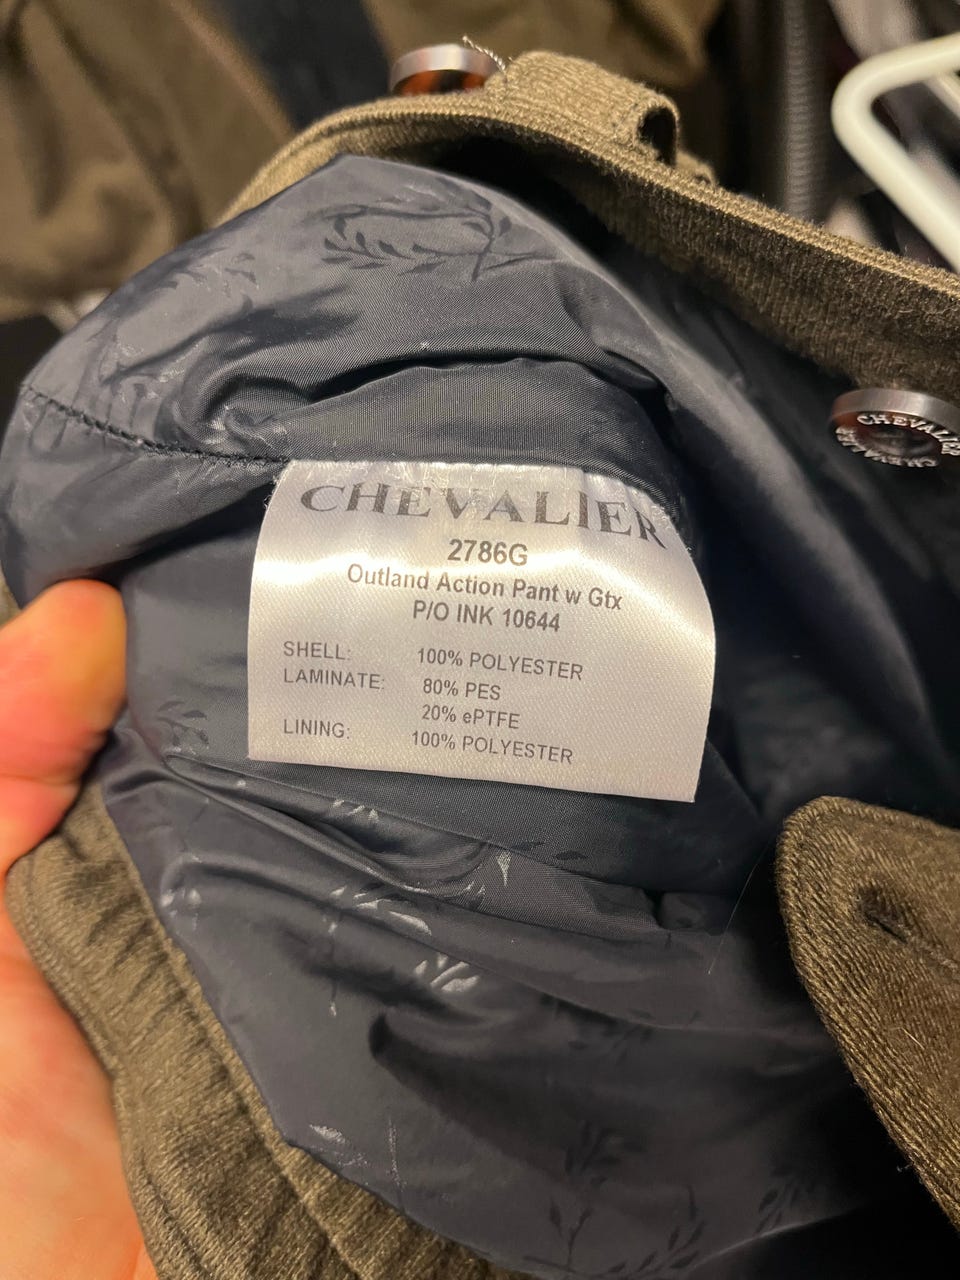 CHEVALIER
2786G
Outland Action Pant w Gtx
P/O INK 10644
SHELL: 100% POLYESTER
LAMINATE: 80% PES
20% ePTFE
LINING: 100% POLYESTER
CHEVALIER